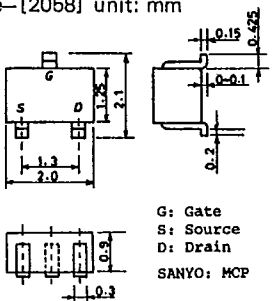 [2058] unit: mm
0.15
0.425
G
1.25
2.1
0~0.1
S D
0.2
1.3
2.0
G: Gate
S: Source
D: Drain
SANYO: MCP
0.9
0.3